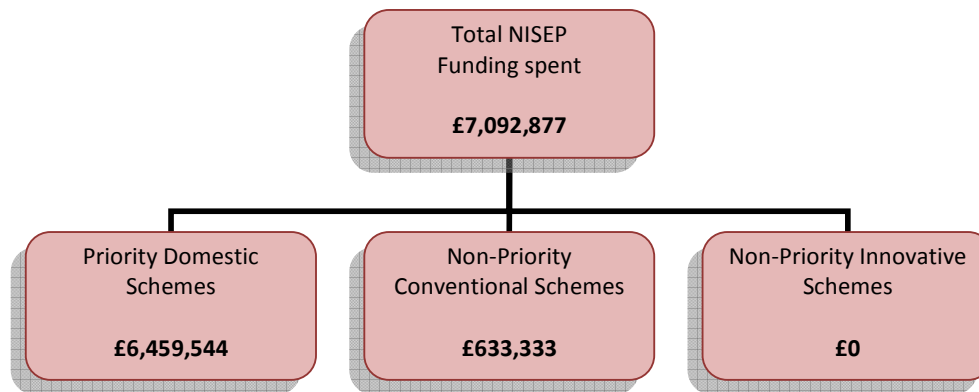 Total NISEP
Funding spent
£7,092,877
Priority Domestic
Schemes
£6,459,544
Non-Priority
Conventional Schemes
£633,333
Non-Priority Innovative
Schemes
£0